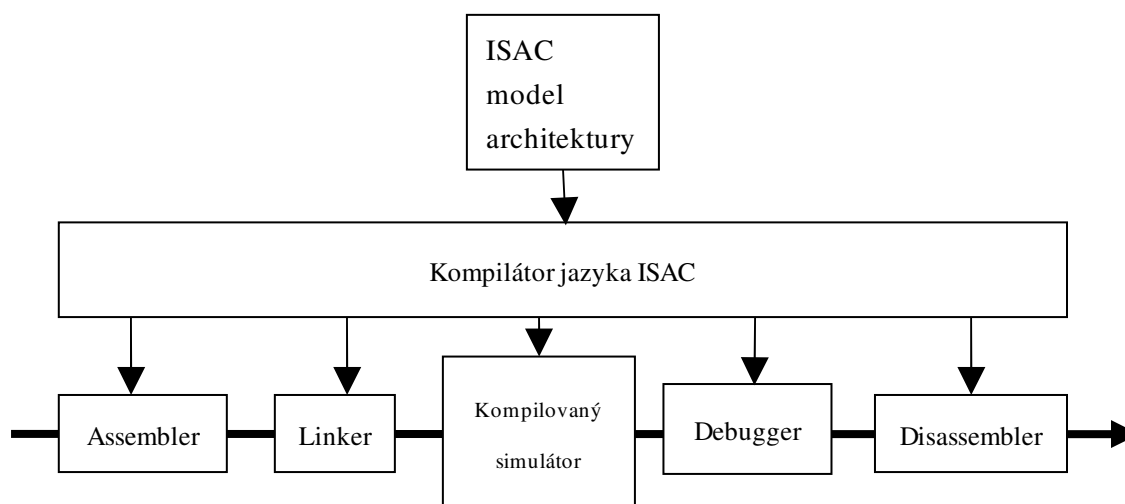 ISAC
model
architektury
Kompilátor jazyka ISAC
Assembler
Linker
Kompilovaný
simulátor
Debugger
Disassembler